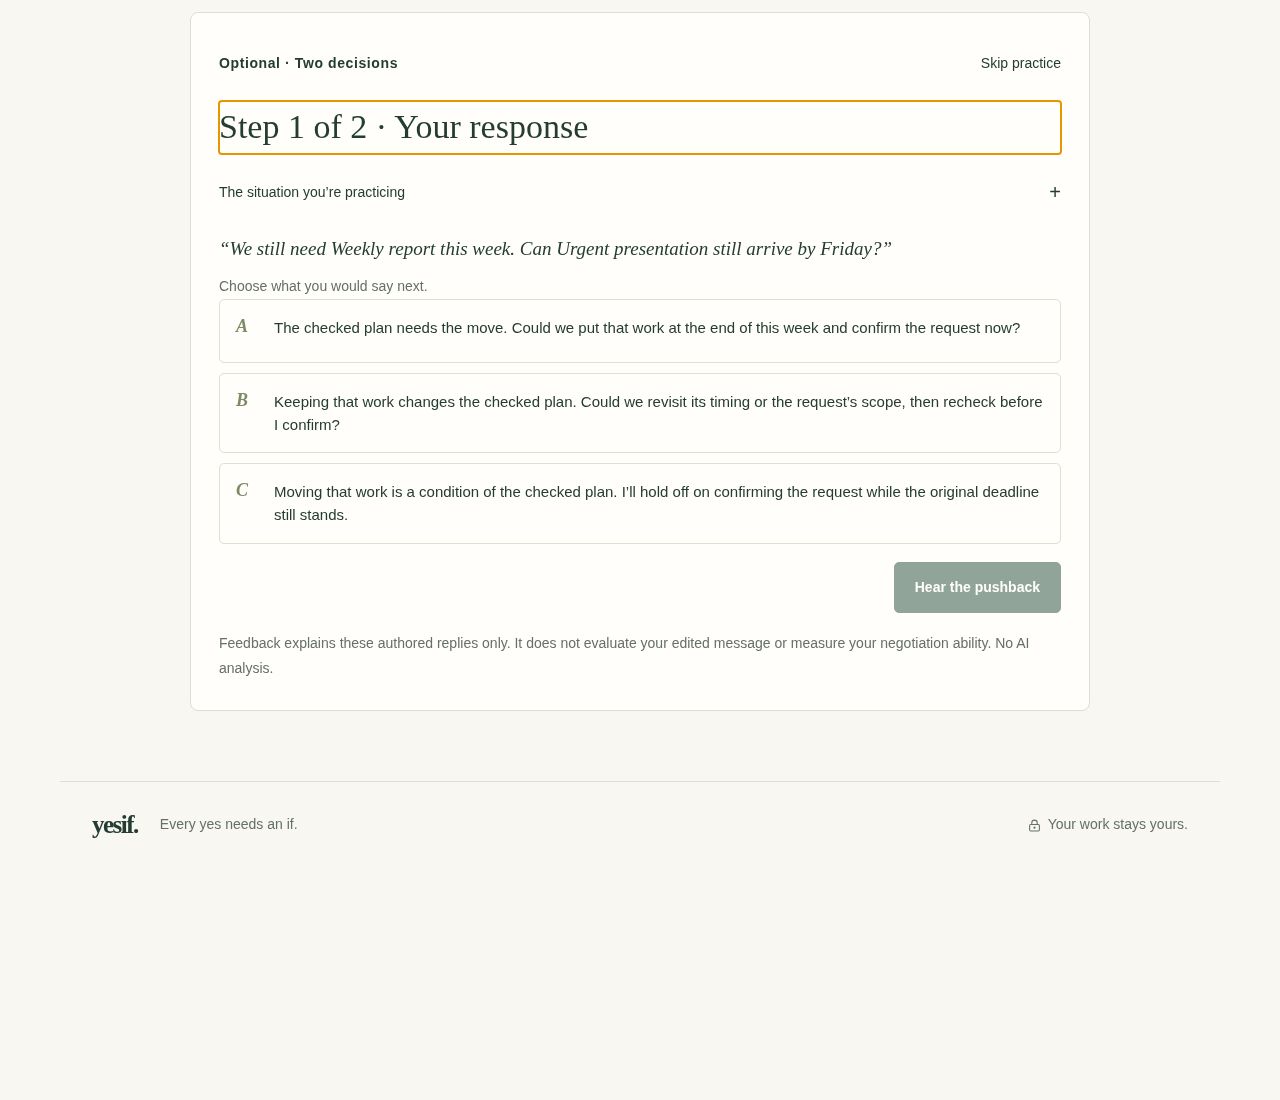 Optional · Two decisions
Skip practice
Step 1 of 2 · Your response
The situation you’re practicing
+
“We still need Weekly report this week. Can Urgent presentation still arrive by Friday?”
Choose what you would say next.
A
The checked plan needs the move. Could we put that work at the end of this week and confirm the request now?
B
Keeping that work changes the checked plan. Could we revisit its timing or the request’s scope, then recheck before
I confirm?
C
Moving that work is a condition of the checked plan. I’ll hold off on confirming the request while the original deadline
still stands.
Hear the pushback
Feedback explains these authored replies only. It does not evaluate your edited message or measure your negotiation ability. No AI
analysis.
yesif.
Every yes needs an if.
Your work stays yours.